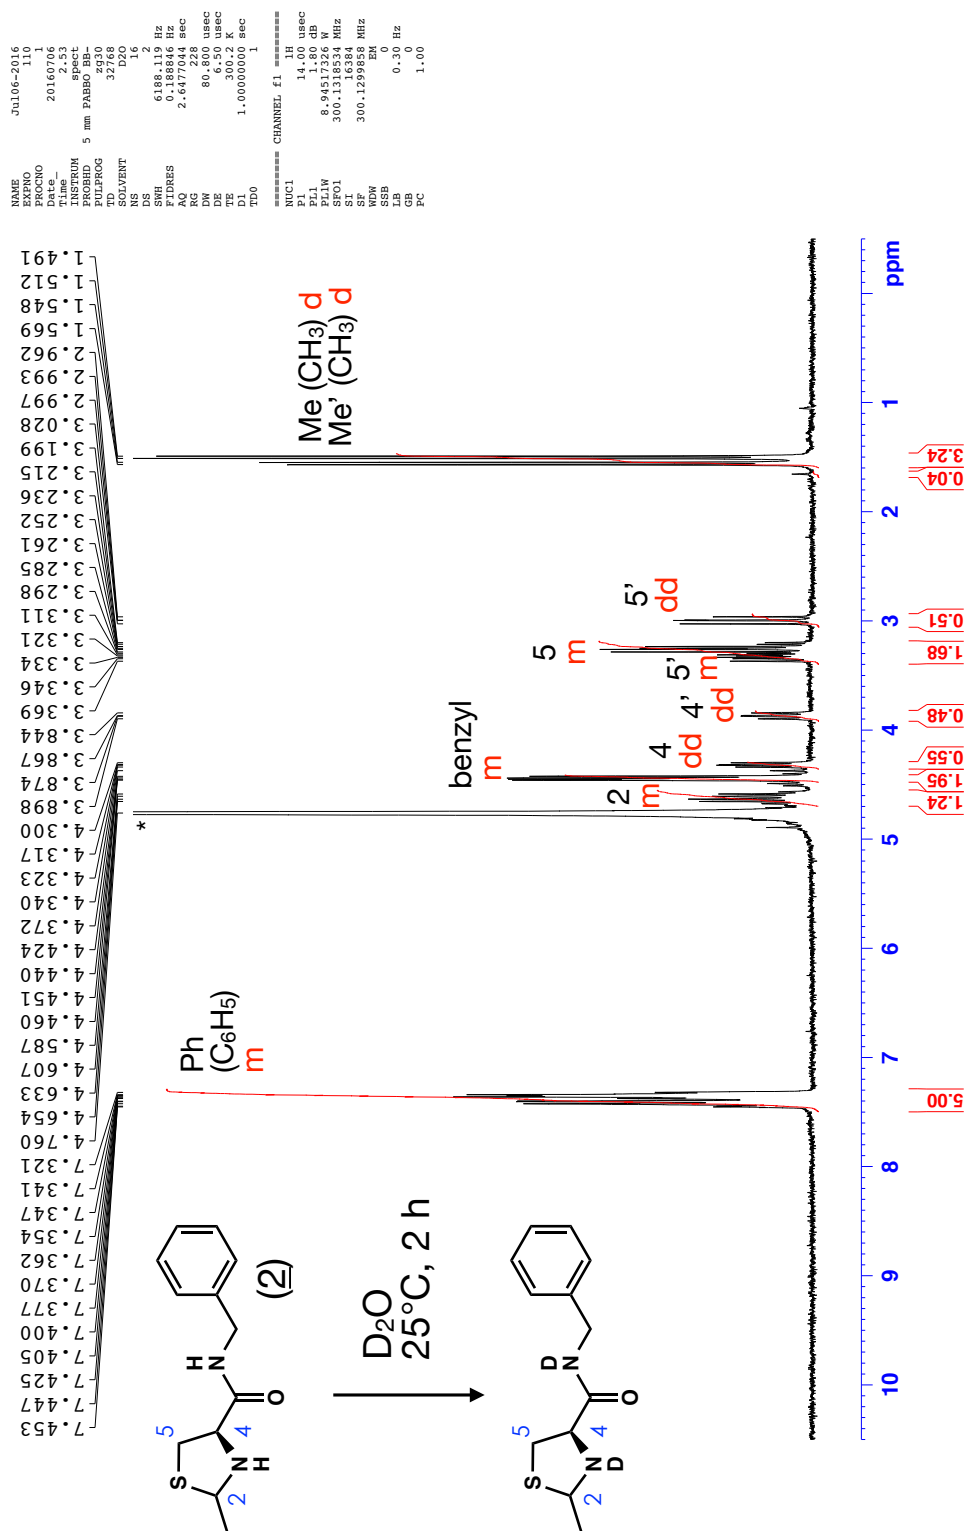 NAME Jul06-2016
EXPNO 110
PROCNO 1
Date_ 20160706
Time 2.53
INSTRUM spect
PROBHD 5 mm PABBO BB-
PULPROG zg30
TD 32768
SOLVENT D2O
NS 16
DS 2
SWH 6188.119 Hz
FIDRES 0.188846 Hz
AQ 2.6477044 sec
RG 228
DW 80.800 usec
DE 6.50 usec
TE 300.2 K
D1 1.00000000 sec
TD0 1
======== CHANNEL f1 ========
NUC1 1H
P1 14.00 usec
PL1 1.80 dB
PL1W 8.94517326 W
SFO1 300.1318534 MHz
SI 16384
SF 300.1299858 MHz
WDW EM
SSB 0
LB 0.30 Hz
GB 0
PC 1.00
7.453
7.447
7.425
7.405
7.400
7.377
7.370
7.362
7.354
7.347
7.341
7.321
4.760
4.654
4.633
4.607
4.587
4.460
4.451
4.440
4.424
4.372
4.340
4.323
4.317
4.300
3.898
3.874
3.867
3.844
3.369
3.346
3.334
3.321
3.311
3.298
3.285
3.261
3.252
3.236
3.215
3.199
3.028
2.997
2.993
2.962
1.569
1.548
1.512
1.491
S
5
4
2
N
H
H
N
O
(2)
D2O
25°C, 2 h
S
5
4
2
N
D
D
N
O
Ph
(C6H5)
m
*
2
m
benzyl
m
4
dd
4'
dd
5
m
5'
m
5'
dd
Me (CH3) d
Me' (CH3) d
10 9 8 7 6 5 4 3 2 1 ppm
5.00
1.24
1.95
0.55
0.48
1.68
0.51
0.04
3.24